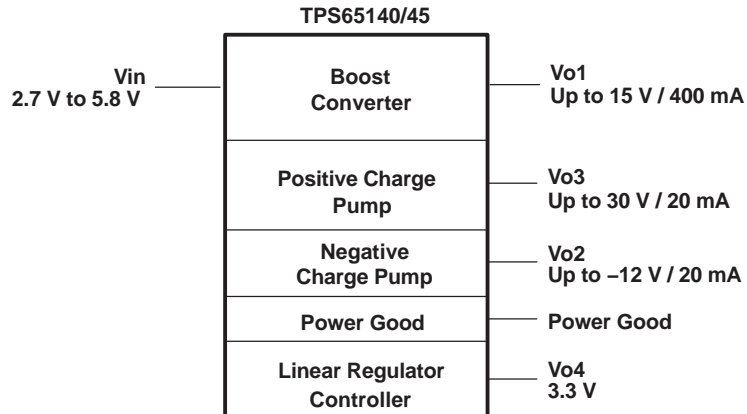 TPS65140/45
Vin
2.7 V to 5.8 V
Boost
Converter
Vo1
Up to 15 V / 400 mA
Positive Charge
Pump
Vo3
Up to 30 V / 20 mA
Negative
Charge Pump
Vo2
Up to −12 V / 20 mA
Power Good
Power Good
Linear Regulator
Controller
Vo4
3.3 V